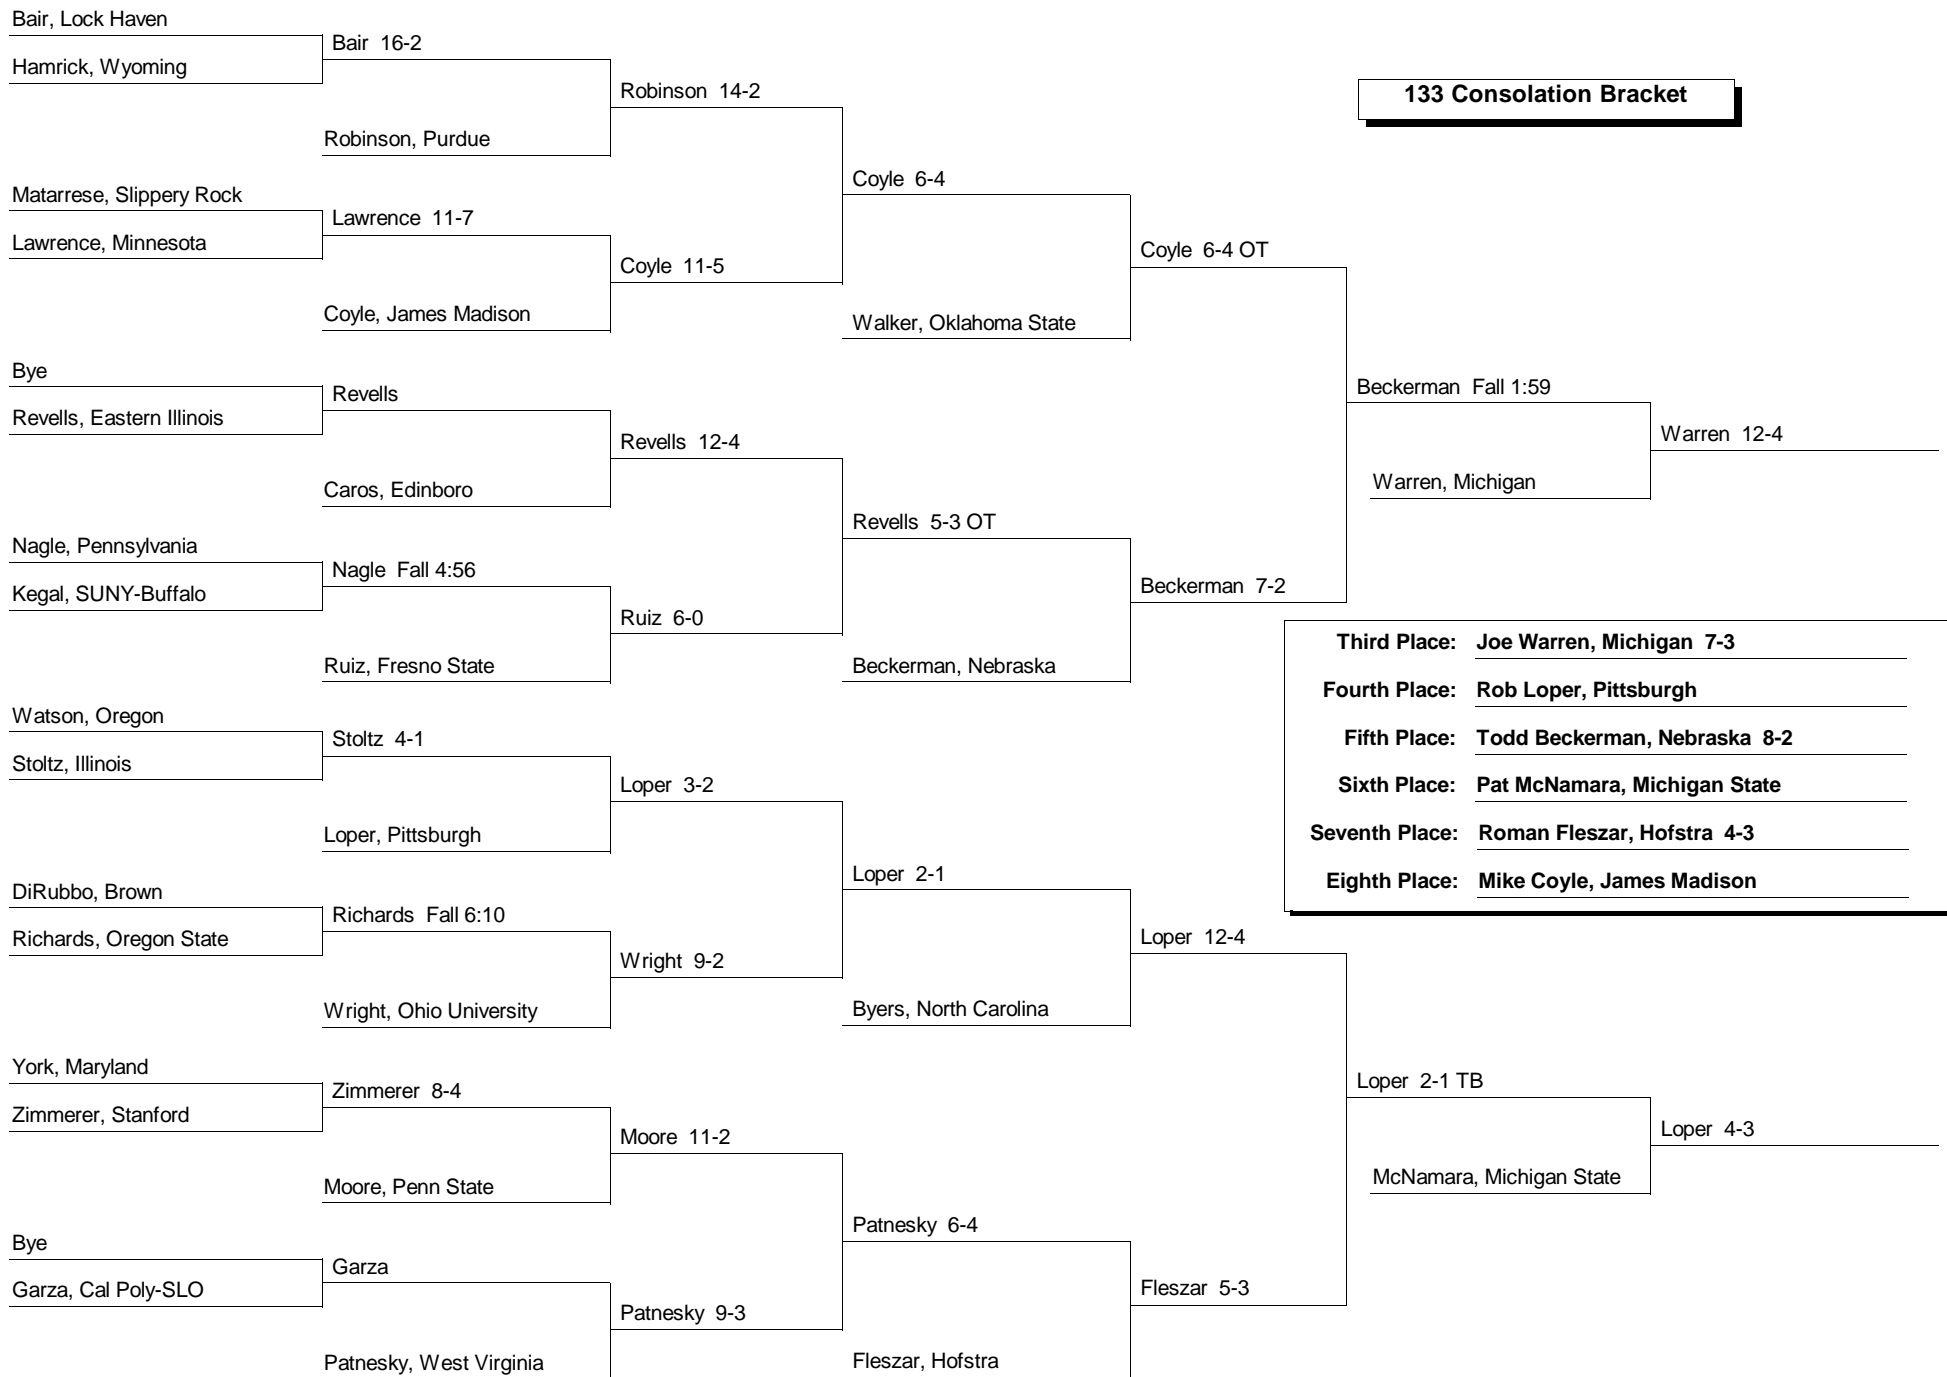 Bair, Lock Haven
Bair  16-2
Hamrick, Wyoming
Robinson  14-2
133 Consolation Bracket
Robinson, Purdue
Coyle  6-4
Matarrese, Slippery Rock
Lawrence  11-7
Lawrence, Minnesota
Coyle  6-4 OT
Coyle  11-5
Coyle, James Madison
Walker, Oklahoma State
Bye
Beckerman  Fall 1:59
Revells
Revells, Eastern Illinois
Warren  12-4
Revells  12-4
Warren, Michigan
Caros, Edinboro
Revells  5-3 OT
Nagle, Pennsylvania
Nagle  Fall 4:56
Beckerman  7-2
Kegal, SUNY-Buffalo
Ruiz  6-0
Third Place: Joe Warren, Michigan  7-3
Ruiz, Fresno State
Beckerman, Nebraska
Fourth Place: Rob Loper, Pittsburgh
Watson, Oregon
Stoltz  4-1
Fifth Place: Todd Beckerman, Nebraska  8-2
Stoltz, Illinois
Loper  3-2
Sixth Place: Pat McNamara, Michigan State
Loper, Pittsburgh
Seventh Place: Roman Fleszar, Hofstra  4-3
Loper  2-1
Eighth Place: Mike Coyle, James Madison
DiRubbo, Brown
Richards  Fall 6:10
Richards, Oregon State
Loper  12-4
Wright  9-2
Wright, Ohio University
Byers, North Carolina
York, Maryland
Zimmerer  8-4
Loper  2-1 TB
Zimmerer, Stanford
Moore  11-2
Loper  4-3
Moore, Penn State
McNamara, Michigan State
Patnesky  6-4
Bye
Garza
Garza, Cal Poly-SLO
Fleszar  5-3
Patnesky  9-3
Patnesky, West Virginia
Fleszar, Hofstra